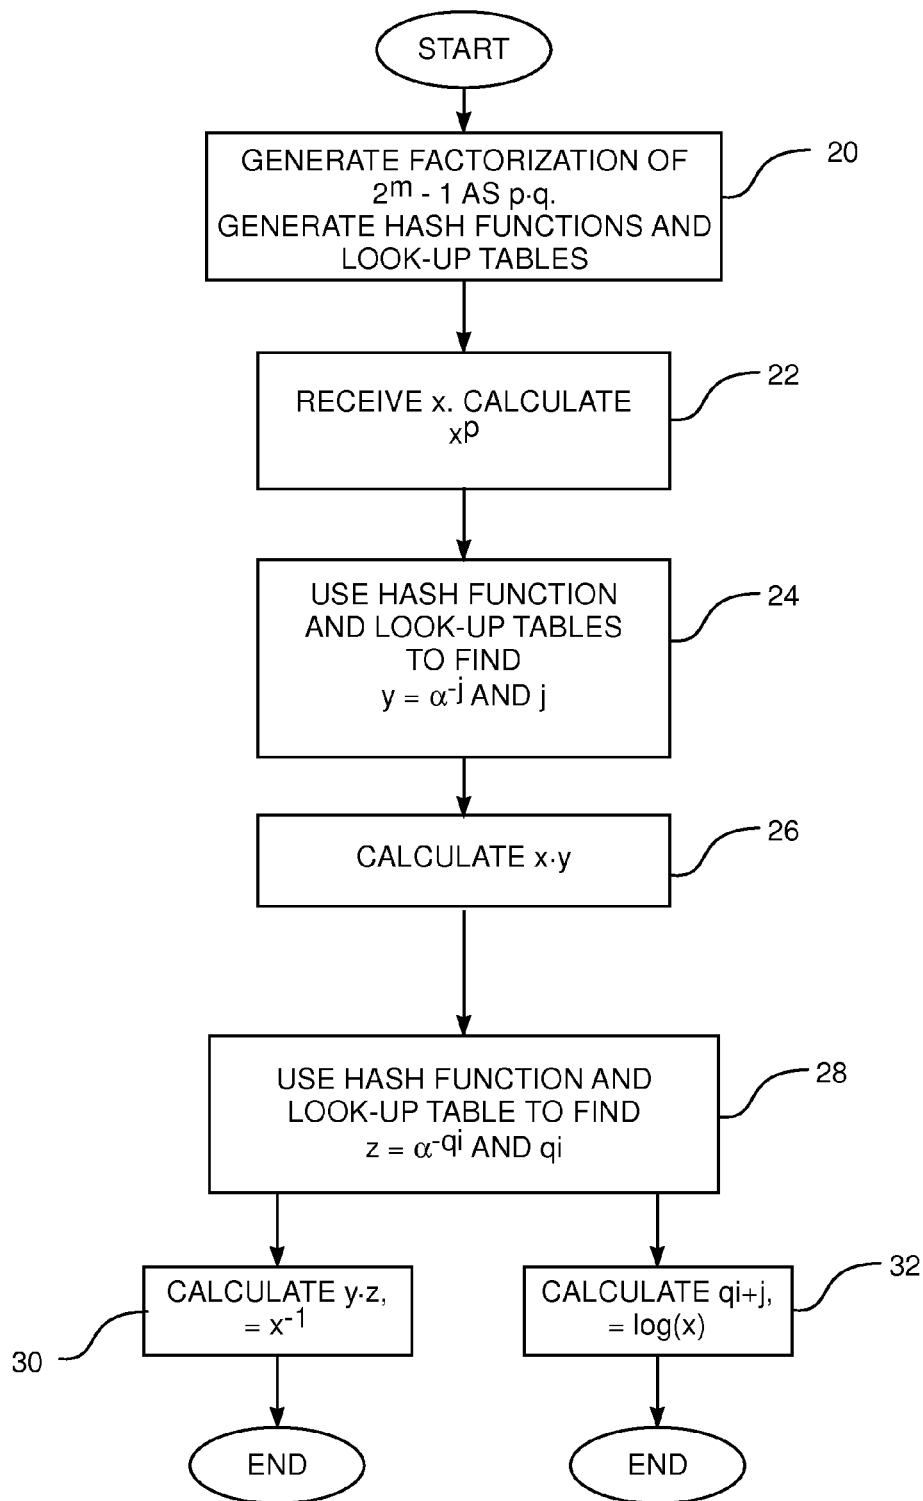 START
GENERATE FACTORIZATION OF
2^m - 1 AS p·q.
GENERATE HASH FUNCTIONS AND
LOOK-UP TABLES
20
RECEIVE x. CALCULATE
x^p
22
USE HASH FUNCTION
AND LOOK-UP TABLES
TO FIND
y = α^-j AND j
24
CALCULATE x·y
26
USE HASH FUNCTION AND
LOOK-UP TABLE TO FIND
z = α^-qi AND qi
28
CALCULATE y·z,
= x^-1
30
CALCULATE qi+j,
= log(x)
32
END
END